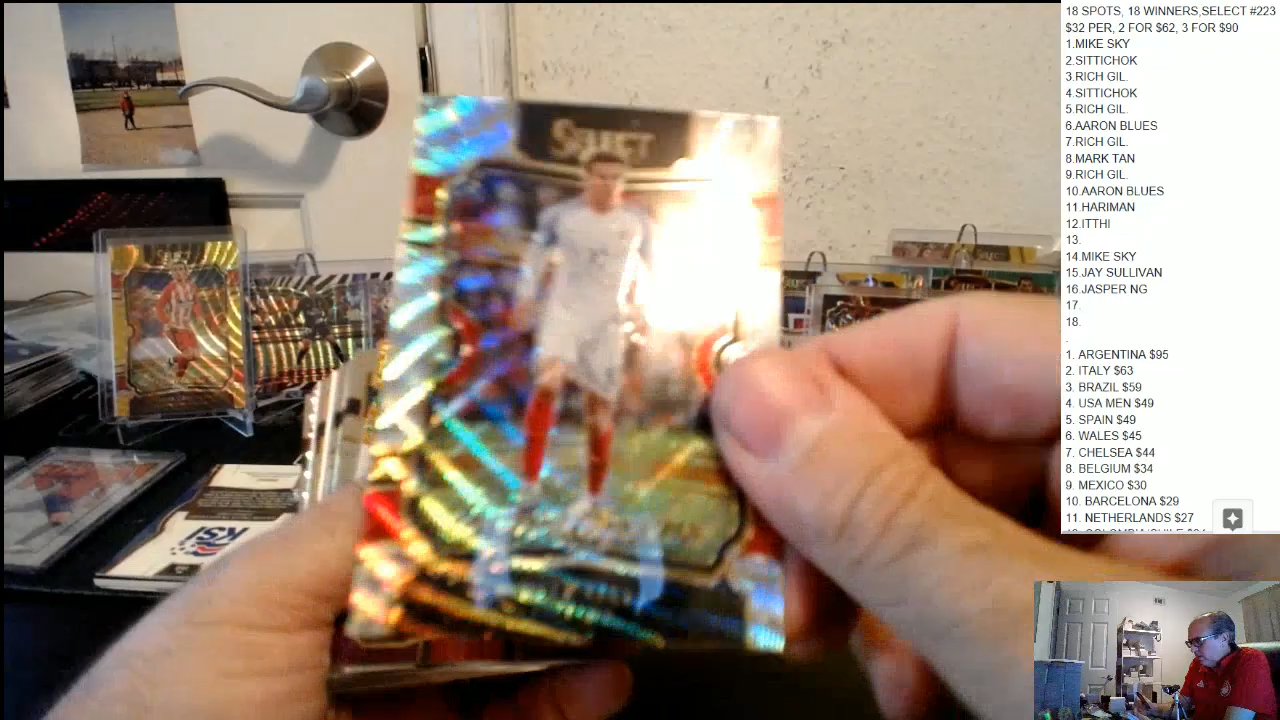 18 SPOTS, 18 WINNERS,SELECT #223
$32 PER, 2 FOR $62, 3 FOR $90
1.MIKE SKY
2.SITTICHOK
3.RICH GIL.
4.SITTICHOK
5.RICH GIL.
6.AARON BLUES
7.RICH GIL.
8.MARK TAN
9.RICH GIL.
10.AARON BLUES
11 HARIMAN
12.ITTHI
13.
14.MIKE SKY
15.JAY SULLIVAN
16.JASPER NG
17.
18.
.
1. ARGENTINA $95
2. ITALY $63
3. BRAZIL $59
4. USA MEN $49
5. SPAIN $49
6. WALES $45
7. CHELSEA $44
8. BELGIUM $34
9. MEXICO $30
10. BARCELONA $29
11. NETHERLANDS $27
SELECT
KSI